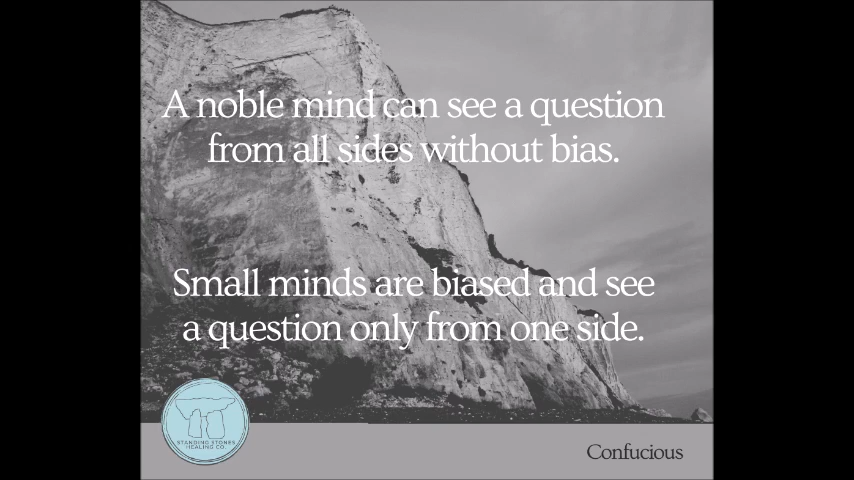 A noble mind can see a question
from all sides without bias.
Small minds are biased and see
a question only from one side.
STANDING STONES
HEALING CO.
Confucious